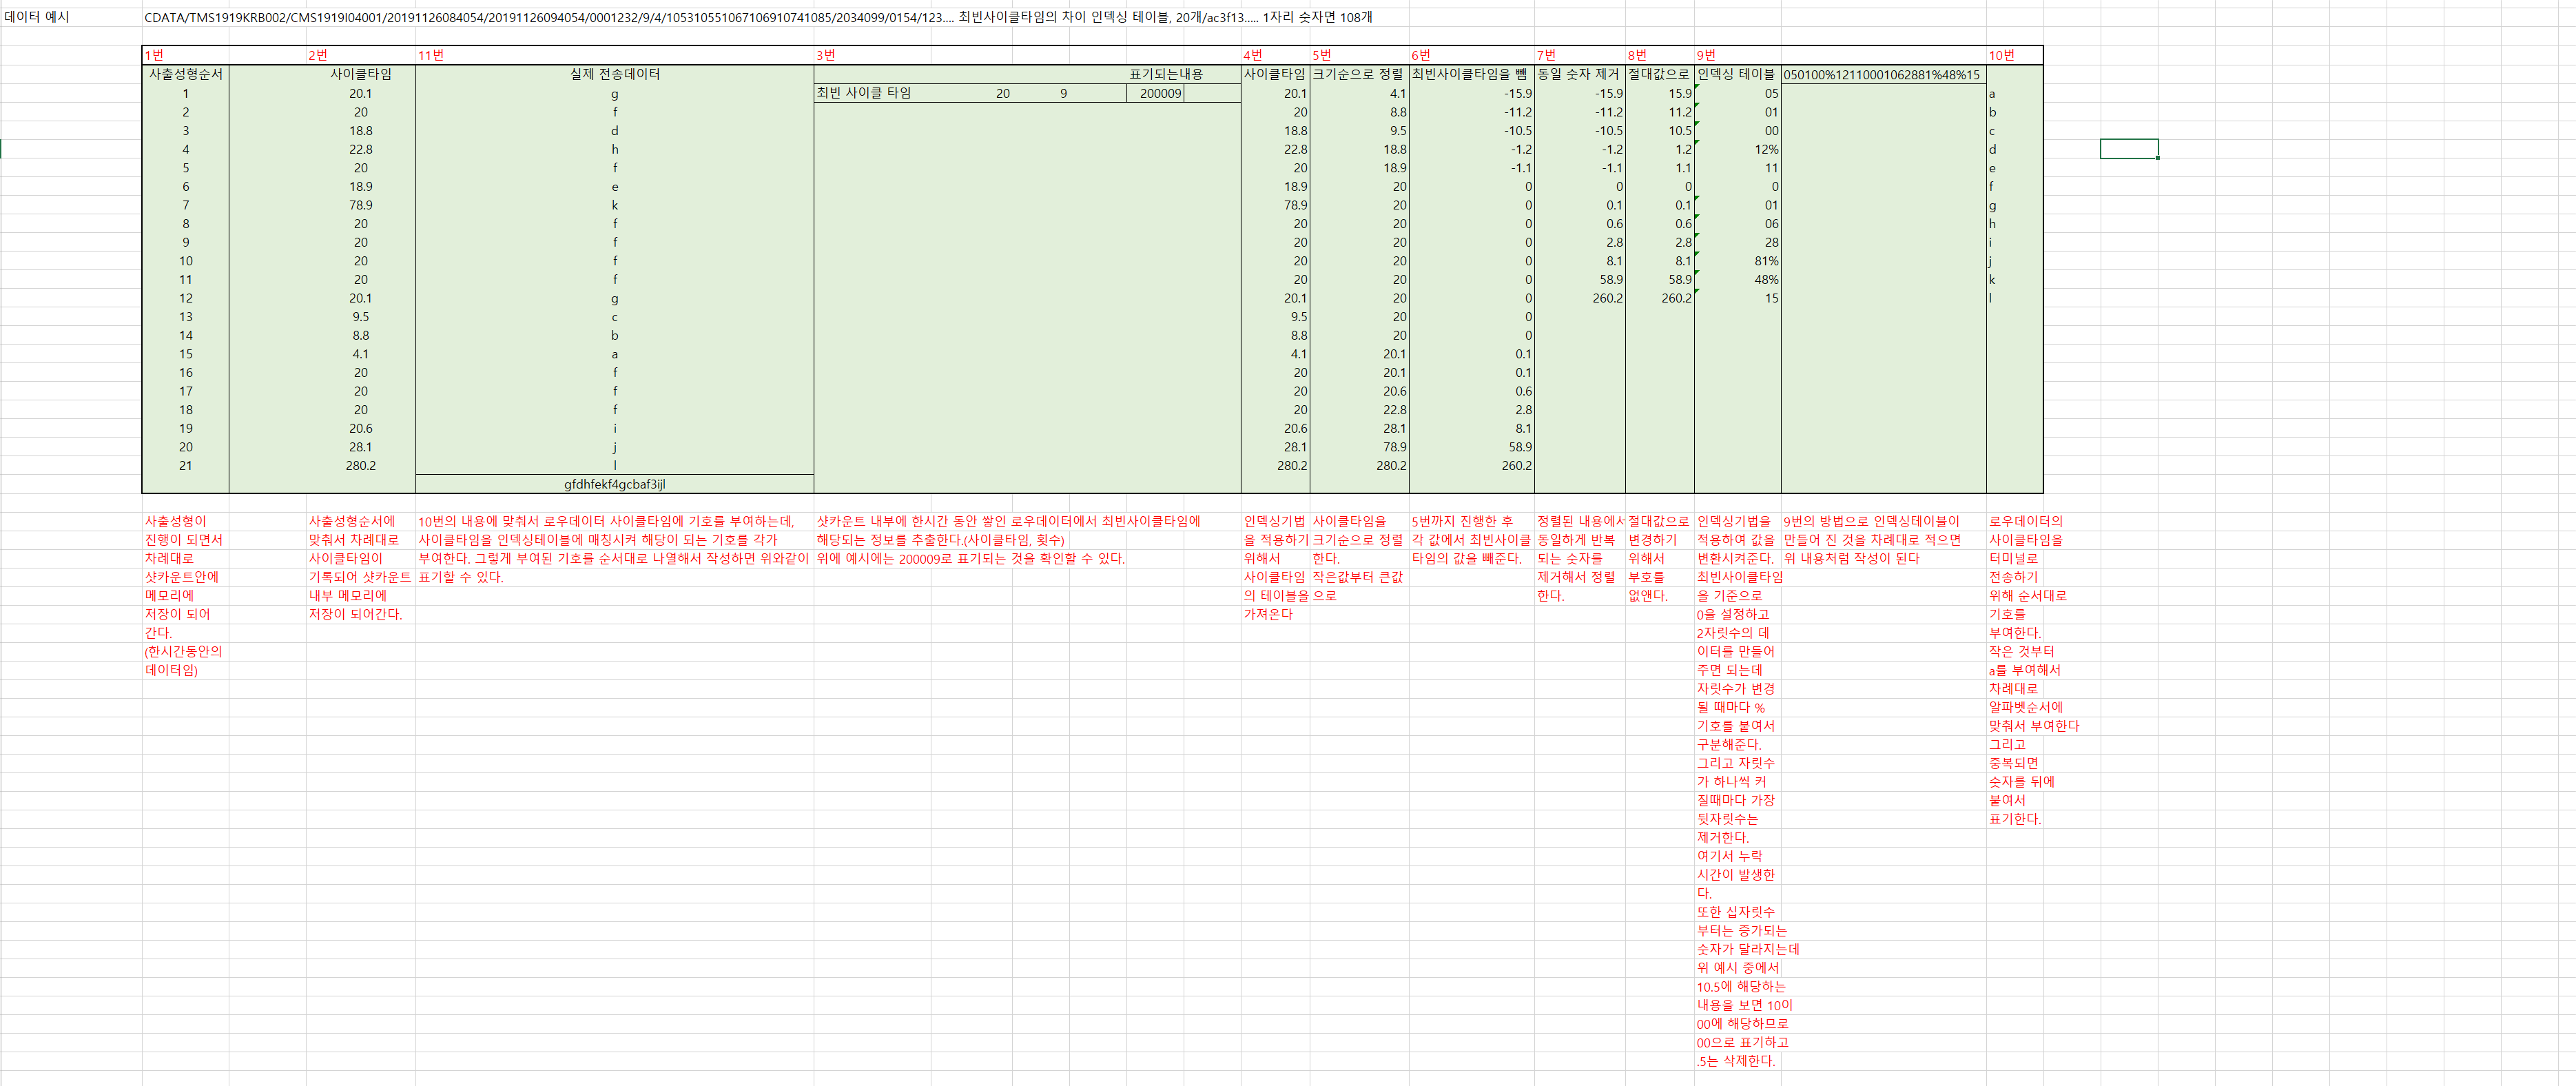 데이터 예시 CDATA/TMS1919KRB002/CMS1919I04001/20191126084054/20191126094054/0001232/9/4/105310551067106910741085/2034099/0154/123.... 최빈사이클타임의 차이 인덱싱 테이블, 20개/ac3f13..... 1자리 숫자면 108개
1번 2번 11번 3번 4번 5번 6번 7번 8번 9번 10번
사출성형순서 사이클타임 실제 전송데이터 표기되는내용 사이클타임 크기순으로 정렬 최빈사이클타임을 뺌 동일 숫자 제거 절대값으로 인덱싱 테이블 050100%12110001062881%48%15
1 20.1 g 최빈 사이클 타임 20 9 200009 20.1 4.1 -15.9 -15.9 15.9 05 a
2 20 f 20 8.8 -11.2 -11.2 11.2 01 b
3 18.8 d 18.8 9.5 -10.5 -10.5 10.5 00 c
4 22.8 h 22.8 18.8 -1.2 -1.2 1.2 12% d
5 20 f 20 18.9 -1.1 -1.1 1.1 11 e
6 18.9 e 18.9 20 0 0 0 0 f
7 78.9 k 78.9 20 0 0.1 0.1 01 g
8 20 f 20 20 0 0.6 0.6 06 h
9 20 f 20 20 0 2.8 2.8 28 i
10 20 f 20 20 0 8.1 8.1 81% j
11 20 f 20 20 0 58.9 58.9 48% k
12 20.1 g 20.1 20 0 260.2 260.2 15 l
13 9.5 c 9.5 20 0
14 8.8 b 8.8 20 0
15 4.1 a 4.1 20.1 0.1
16 20 f 20 20.1 0.1
17 20 f 20 20.6 0.6
18 20 f 20 22.8 2.8
19 20.6 i 20.6 28.1 8.1
20 28.1 j 28.1 78.9 58.9
21 280.2 l 280.2 280.2 260.2
gfdhfekf4gcbaf3ijl
사출성형이
진행이 되면서
차례대로
샷카운트안에
메모리에
저장이 되어
간다.
(한시간동안의
데이터임)
사출성형순서에
맞춰서 차례대로
사이클타임이
기록되어 샷카운트
내부 메모리에
저장이 되어간다.
10번의 내용에 맞춰서 로우데이터 사이클타임에 기호를 부여하는데,
사이클타임을 인덱싱테이블에 매칭시켜 해당이 되는 기호를 각가
부여한다. 그렇게 부여된 기호를 순서대로 나열해서 작성하면 위와같이
표기할 수 있다.
샷카운트 내부에 한시간 동안 쌓인 로우데이터에서 최빈사이클타임에
해당되는 정보를 추출한다.(사이클타임, 횟수)
위에 예시에는 200009로 표기되는 것을 확인할 수 있다.
인덱싱기법
을 적용하기
위해서
사이클타임
의 테이블을
가져온다
사이클타임을
크기순으로 정렬
한다.
작은값부터 큰값
으로
5번까지 진행한 후
각 값에서 최빈사이클
타임의 값을 빼준다.
정렬된 내용에서
동일하게 반복
되는 숫자를
제거해서 정렬
한다.
절대값으로
변경하기
위해서
부호를
없앤다.
인덱싱기법을
적용하여 값을
변환시켜준다.
최빈사이클타임
을 기준으로
0을 설정하고
2자릿수의 데
이터를 만들어
주면 되는데
자릿수가 변경
될 때마다 %
기호를 붙여서
구분해준다.
그리고 자릿수
가 하나씩 커
질때마다 가장
뒷자릿수는
제거한다.
여기서 누락
시간이 발생한
다.
또한 십자릿수
부터는 증가되는
숫자가 달라지는데
위 예시 중에서
10.5에 해당하는
내용을 보면 10이
00에 해당하므로
00으로 표기하고
.5는 삭제한다.
9번의 방법으로 인덱싱테이블이
만들어 진 것을 차례대로 적으면
위 내용처럼 작성이 된다
로우데이터의
사이클타임을
터미널로
전송하기
위해 순서대로
기호를
부여한다.
작은 것부터
a를 부여해서
차례대로
알파벳순서에
맞춰서 부여한다
그리고
중복되면
숫자를 뒤에
붙여서
표기한다.